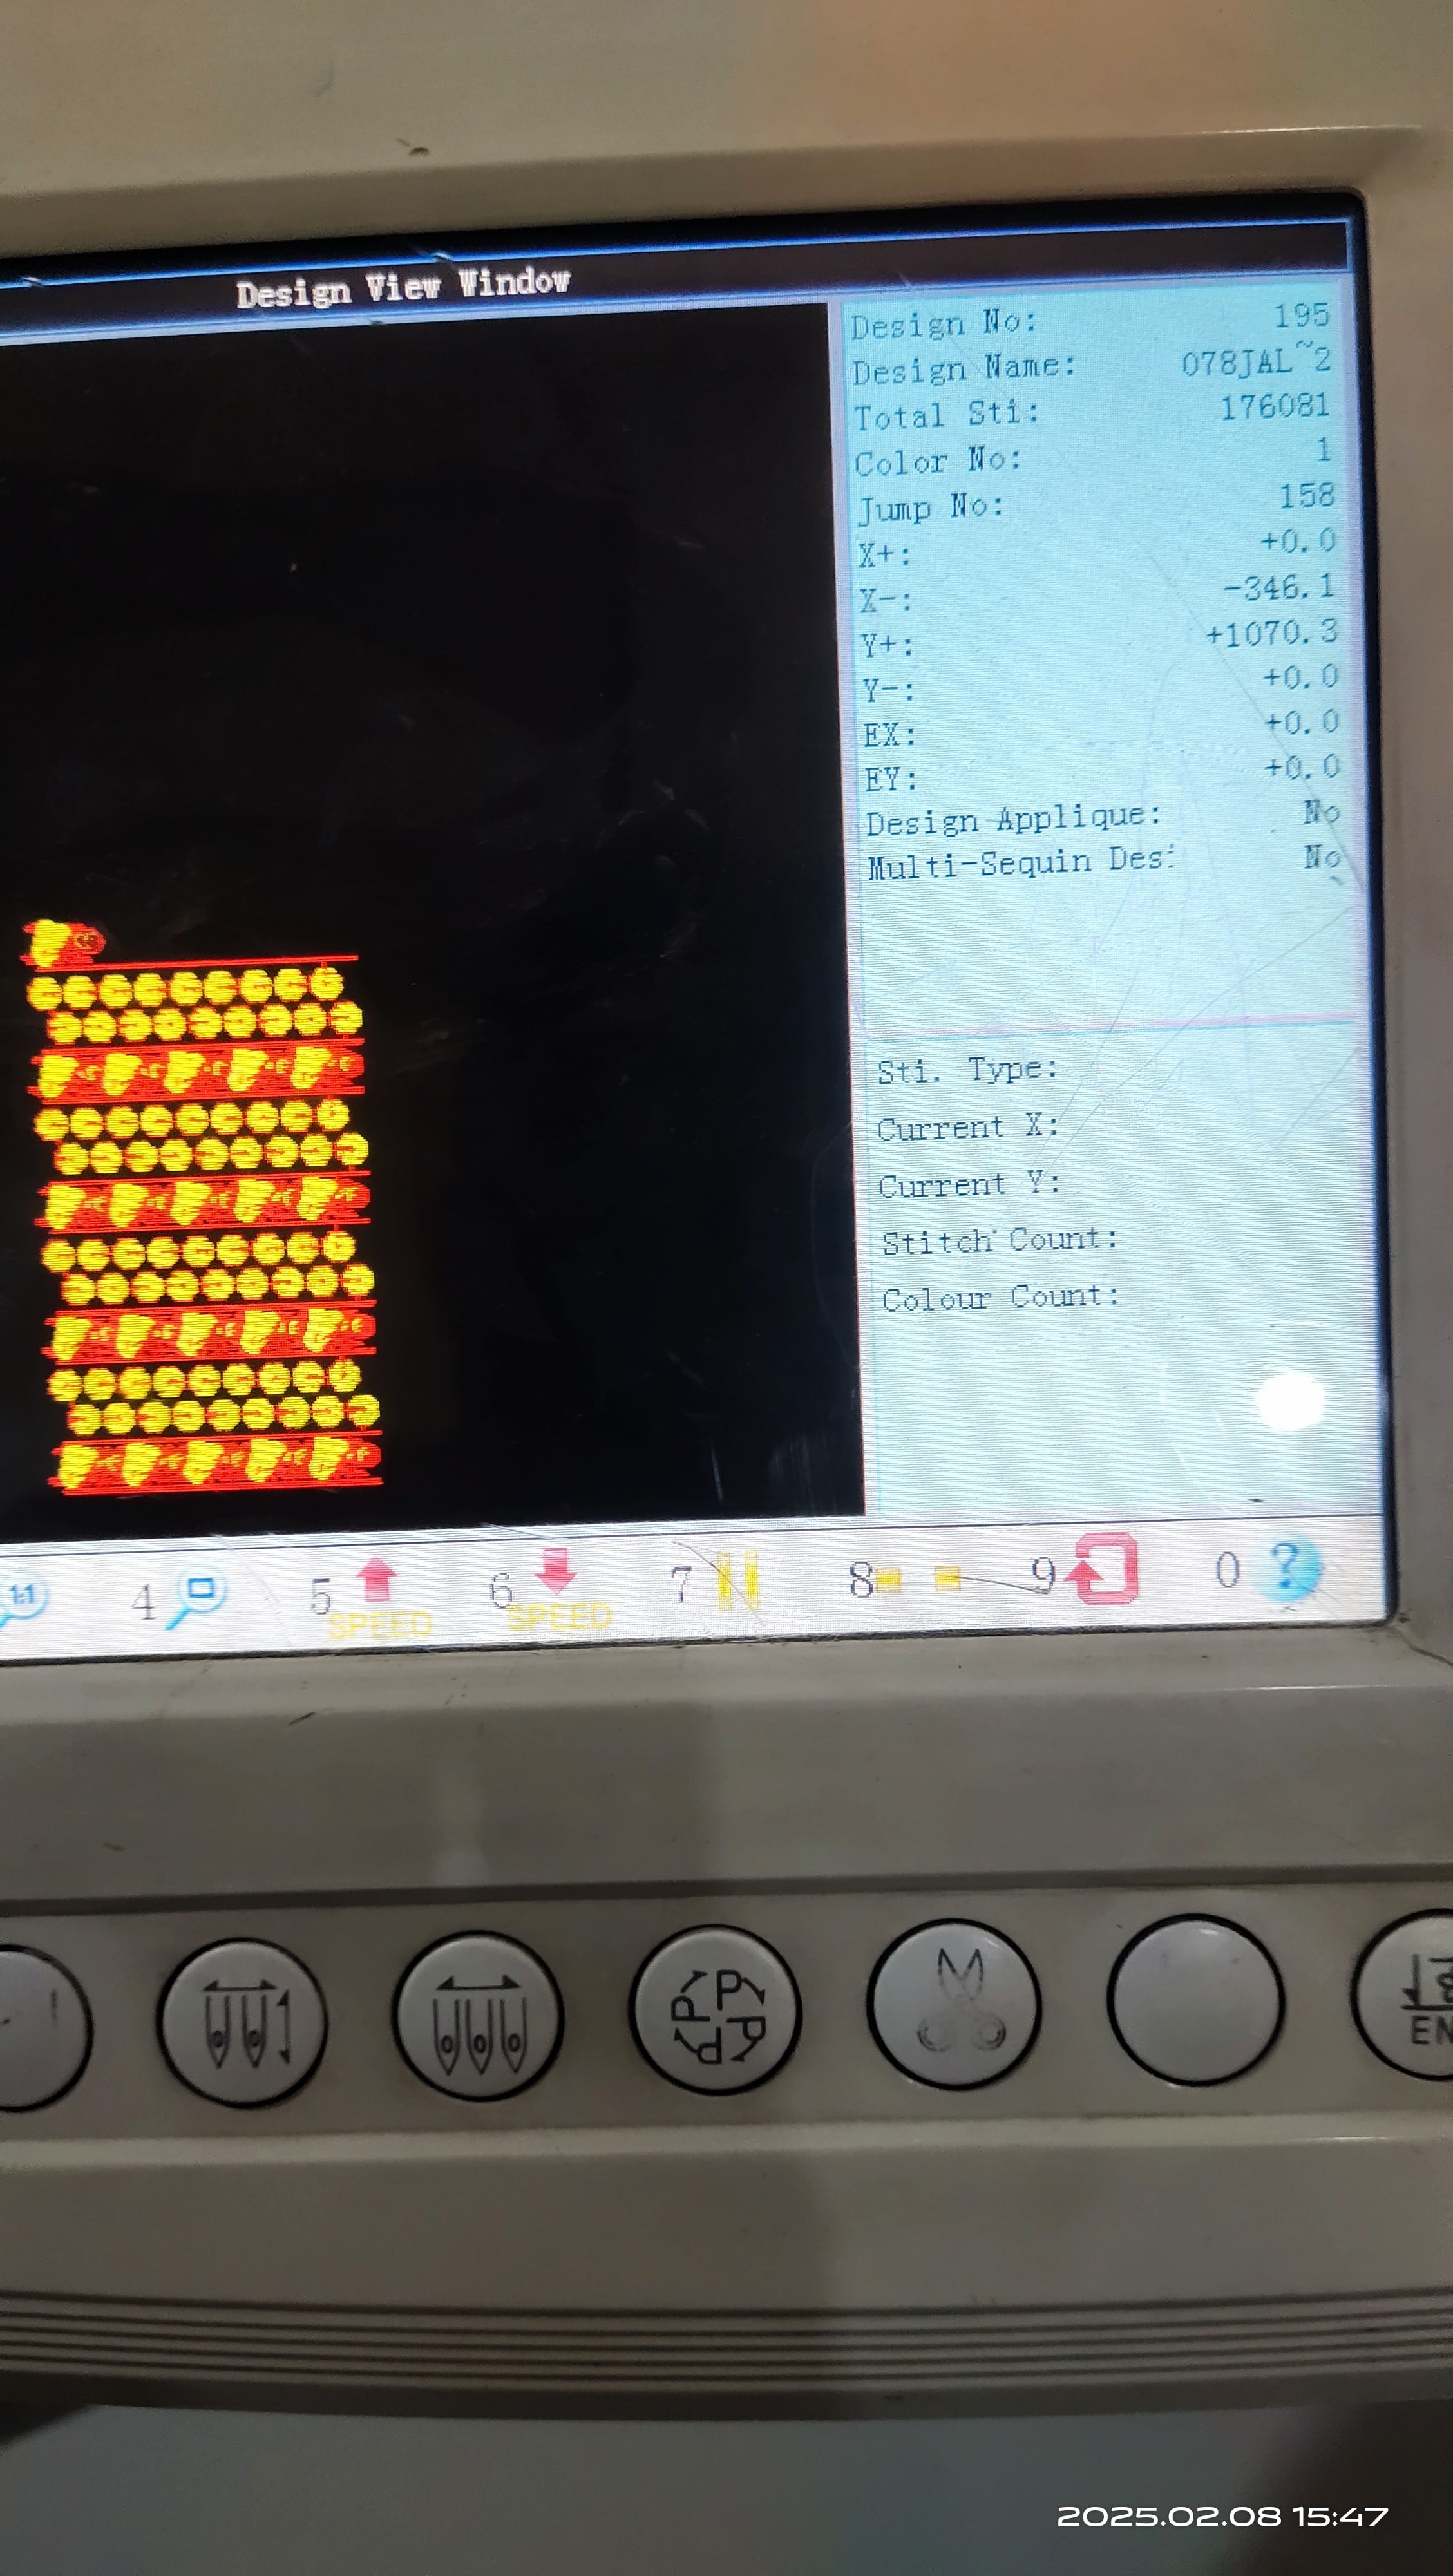 Design View Window
Design No: 195
Design Name: 078JAL~2
Total Sti: 176081
Color No: 1
Jump No: 158
X+: +0.0
X-: -346.1
Y+: +1070.3
Y-: +0.0
EX: +0.0
EY: +0.0
Design Applique: No
Multi-Sequin Des: No
Sti. Type:
Current X:
Current Y:
Stitch Count:
Colour Count:
1:1 4 5 SPEED 6 SPEED 7 8 9 0 ?
P P P P
EN
2025.02.08 15:47